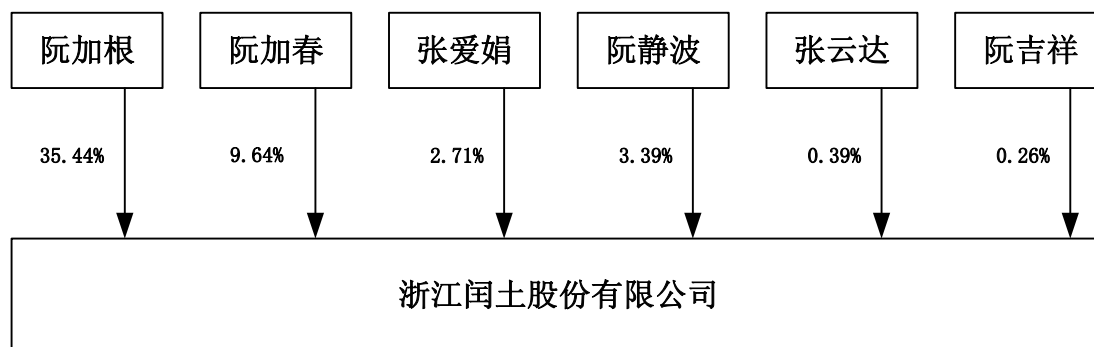 阮加根 阮加春 张爱娟 阮静波 张云达 阮吉祥
35.44% 9.64% 2.71% 3.39% 0.39% 0.26%
浙江闰土股份有限公司